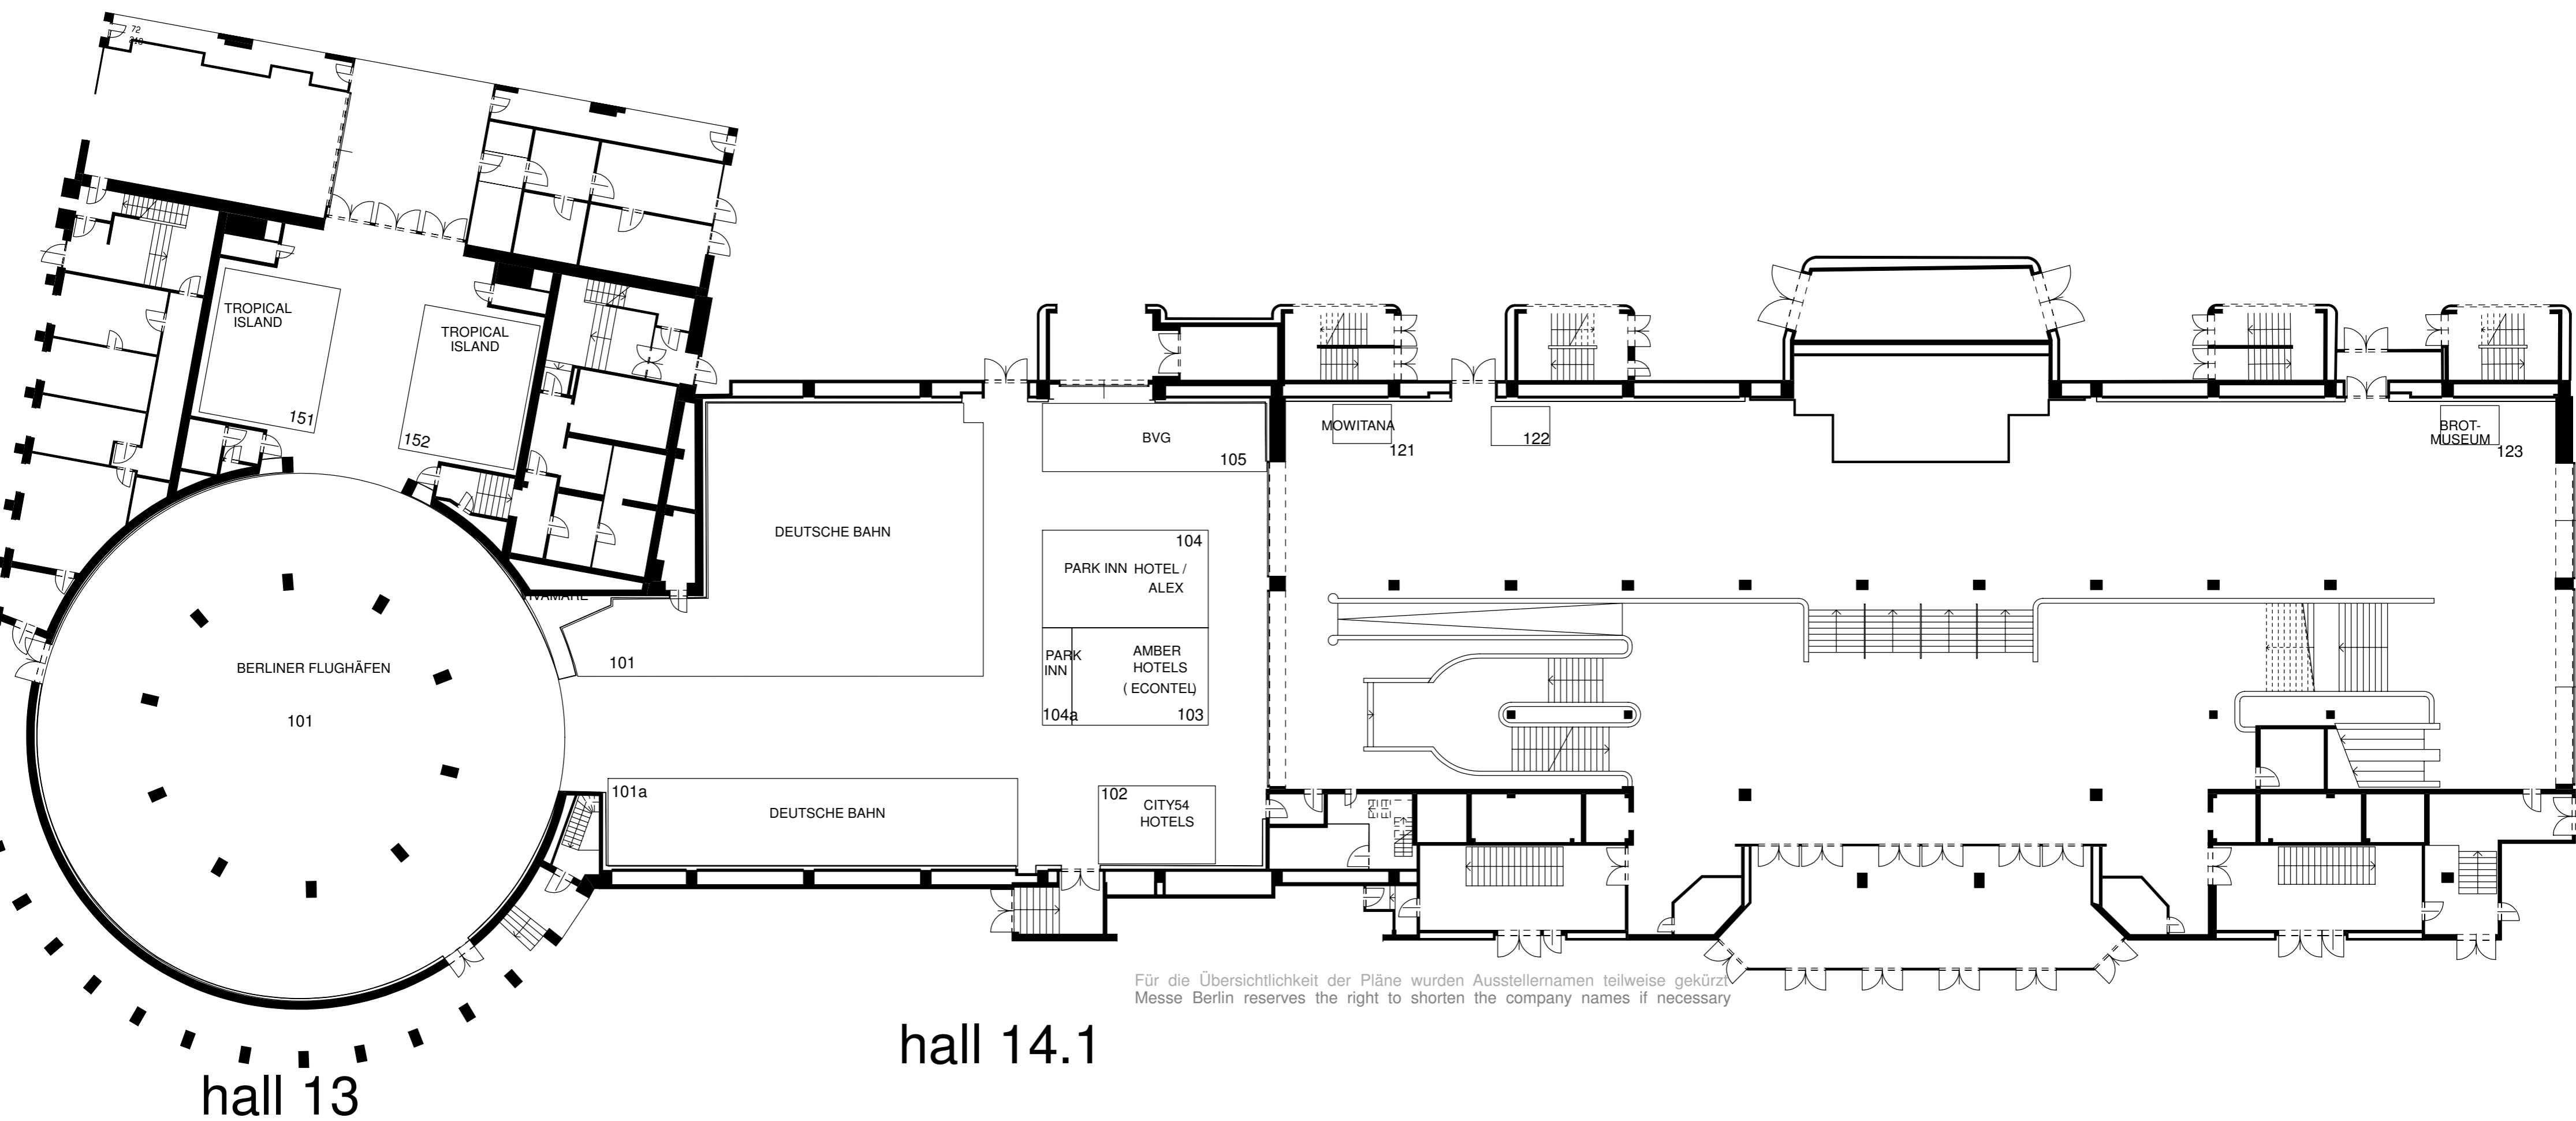 72
210
TROPICAL
ISLAND
151
TROPICAL
ISLAND
152
BERLINER FLUGHÄFEN
101
DEUTSCHE BAHN
101
DEUTSCHE BAHN
101a
BVG
105
104
PARK INN HOTEL /
ALEX
PARK
INN
104a
AMBER
HOTELS
( ECONTEL)
103
102
CITY54
HOTELS
MOWITANA
121
122
BROT-
MUSEUM
123
Für die Übersichtlichkeit der Pläne wurden Ausstellernamen teilweise gekürzt
Messe Berlin reserves the right to shorten the company names if necessary
hall 14.1
hall 13